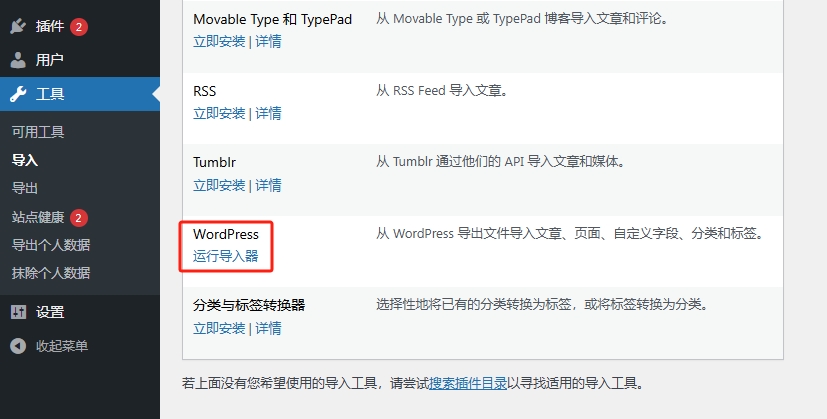 插件 2
用户
工具
可用工具
导入
导出
站点健康 2
导出个人数据
抹除个人数据
设置
收起菜单
Movable Type 和 TypePad 从 Movable Type 或 TypePad 博客导入文章和评论。
立即安装 | 详情
RSS 从 RSS Feed 导入文章。
立即安装 | 详情
Tumblr 从 Tumblr 通过他们的 API 导入文章和媒体。
立即安装 | 详情
WordPress 从 WordPress 导出文件导入文章、页面、自定义字段、分类和标签。
运行导入器
分类与标签转换器 选择性地将已有的分类转换为标签，或将标签转换为分类。
立即安装 | 详情
若上面没有您希望使用的导入工具，请尝试搜索插件目录以寻找适用的导入工具。